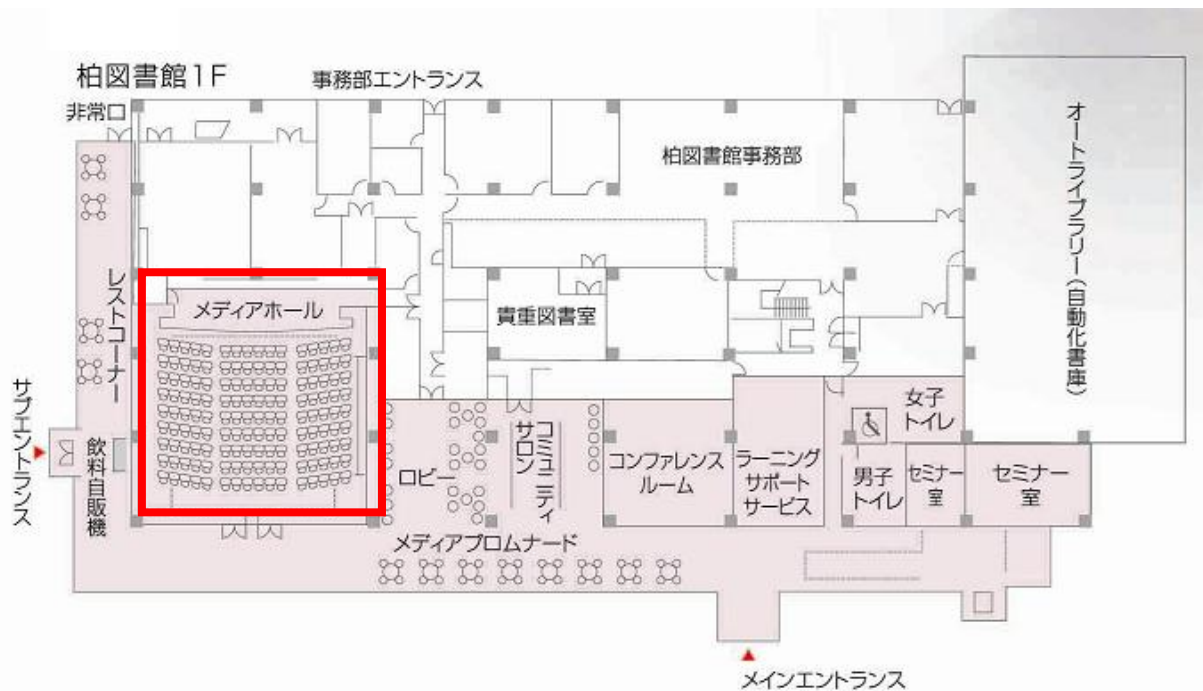 柏図書館1F
事務部エントランス
非常口
柏図書館事務部
オートライブラリー(自動化書庫)
レストコーナー
メディアホール
貴重図書室
サブエントランス
飲料自販機
ロビー
コミュニティ
サロン
コンファレンス
ルーム
ラーニング
サポート
サービス
女子
トイレ
男子
トイレ
セミナー
室
セミナー
室
メディアプロムナード
メインエントランス